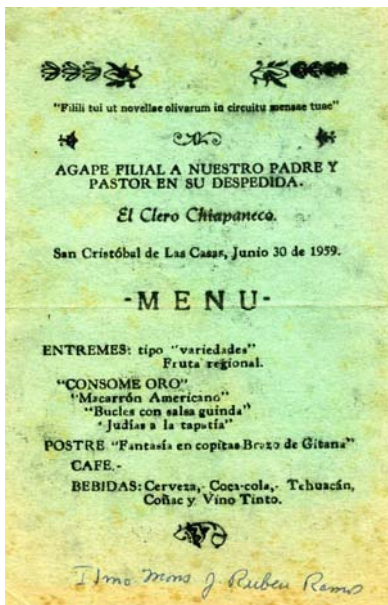 "Filili tui ut novellae olivarum in circuitu mensae tuae"
AGAPE FILIAL A NUESTRO PADRE Y
PASTOR EN SU DESPEDIDA.
El Clero Chiapaneco.
San Cristóbal de Las Casas, Junio 30 de 1959.
-MENU-
ENTREMES: tipo "variedades"
Fruta regional.
"CONSOME ORO"
"Macarrón Americano"
"Bucles con salsa guinda"
"Judías a la tapatía"
POSTRE "Fantasía en copitas Brazo de Gitana"
CAFE.-
BEBIDAS: Cerveza,- Coca-cola,- Tehuacán,
Coñac y Vino Tinto.
Ilmo Mons J. Ruben Ramos